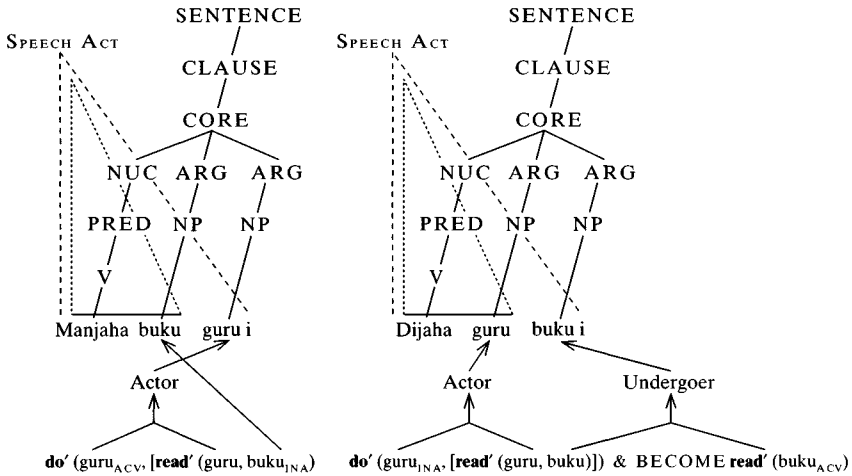 SENTENCE SENTENCE
SPEECH ACT SPEECH ACT
CLAUSE CLAUSE
CORE CORE
NUC ARG ARG NUC ARG ARG
PRED NP NP PRED NP NP
V V
Manjaha buku guru i Dijaha guru buku i
Actor Actor Undergoer
do′ (guruACV, [read′ (guru, bukuINA) do′ (guruINA, [read′ (guru, buku)]) & BECOME read′ (bukuACV)